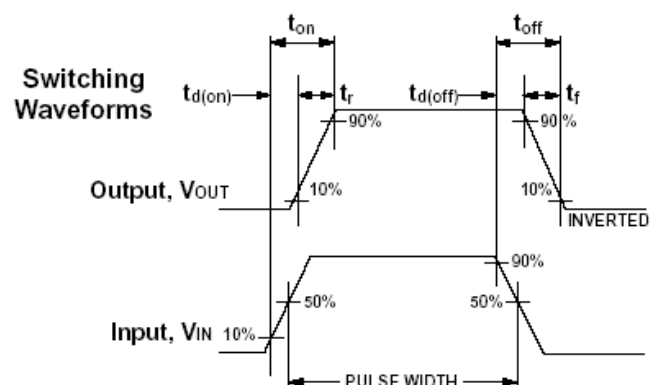 ton
toff
Switching
Waveforms
td(on)
tr
td(off)
tf
90%
90%
Output, VOUT
10%
10%
INVERTED
90%
50%
50%
Input, VIN
10%
PULSE WIDTH